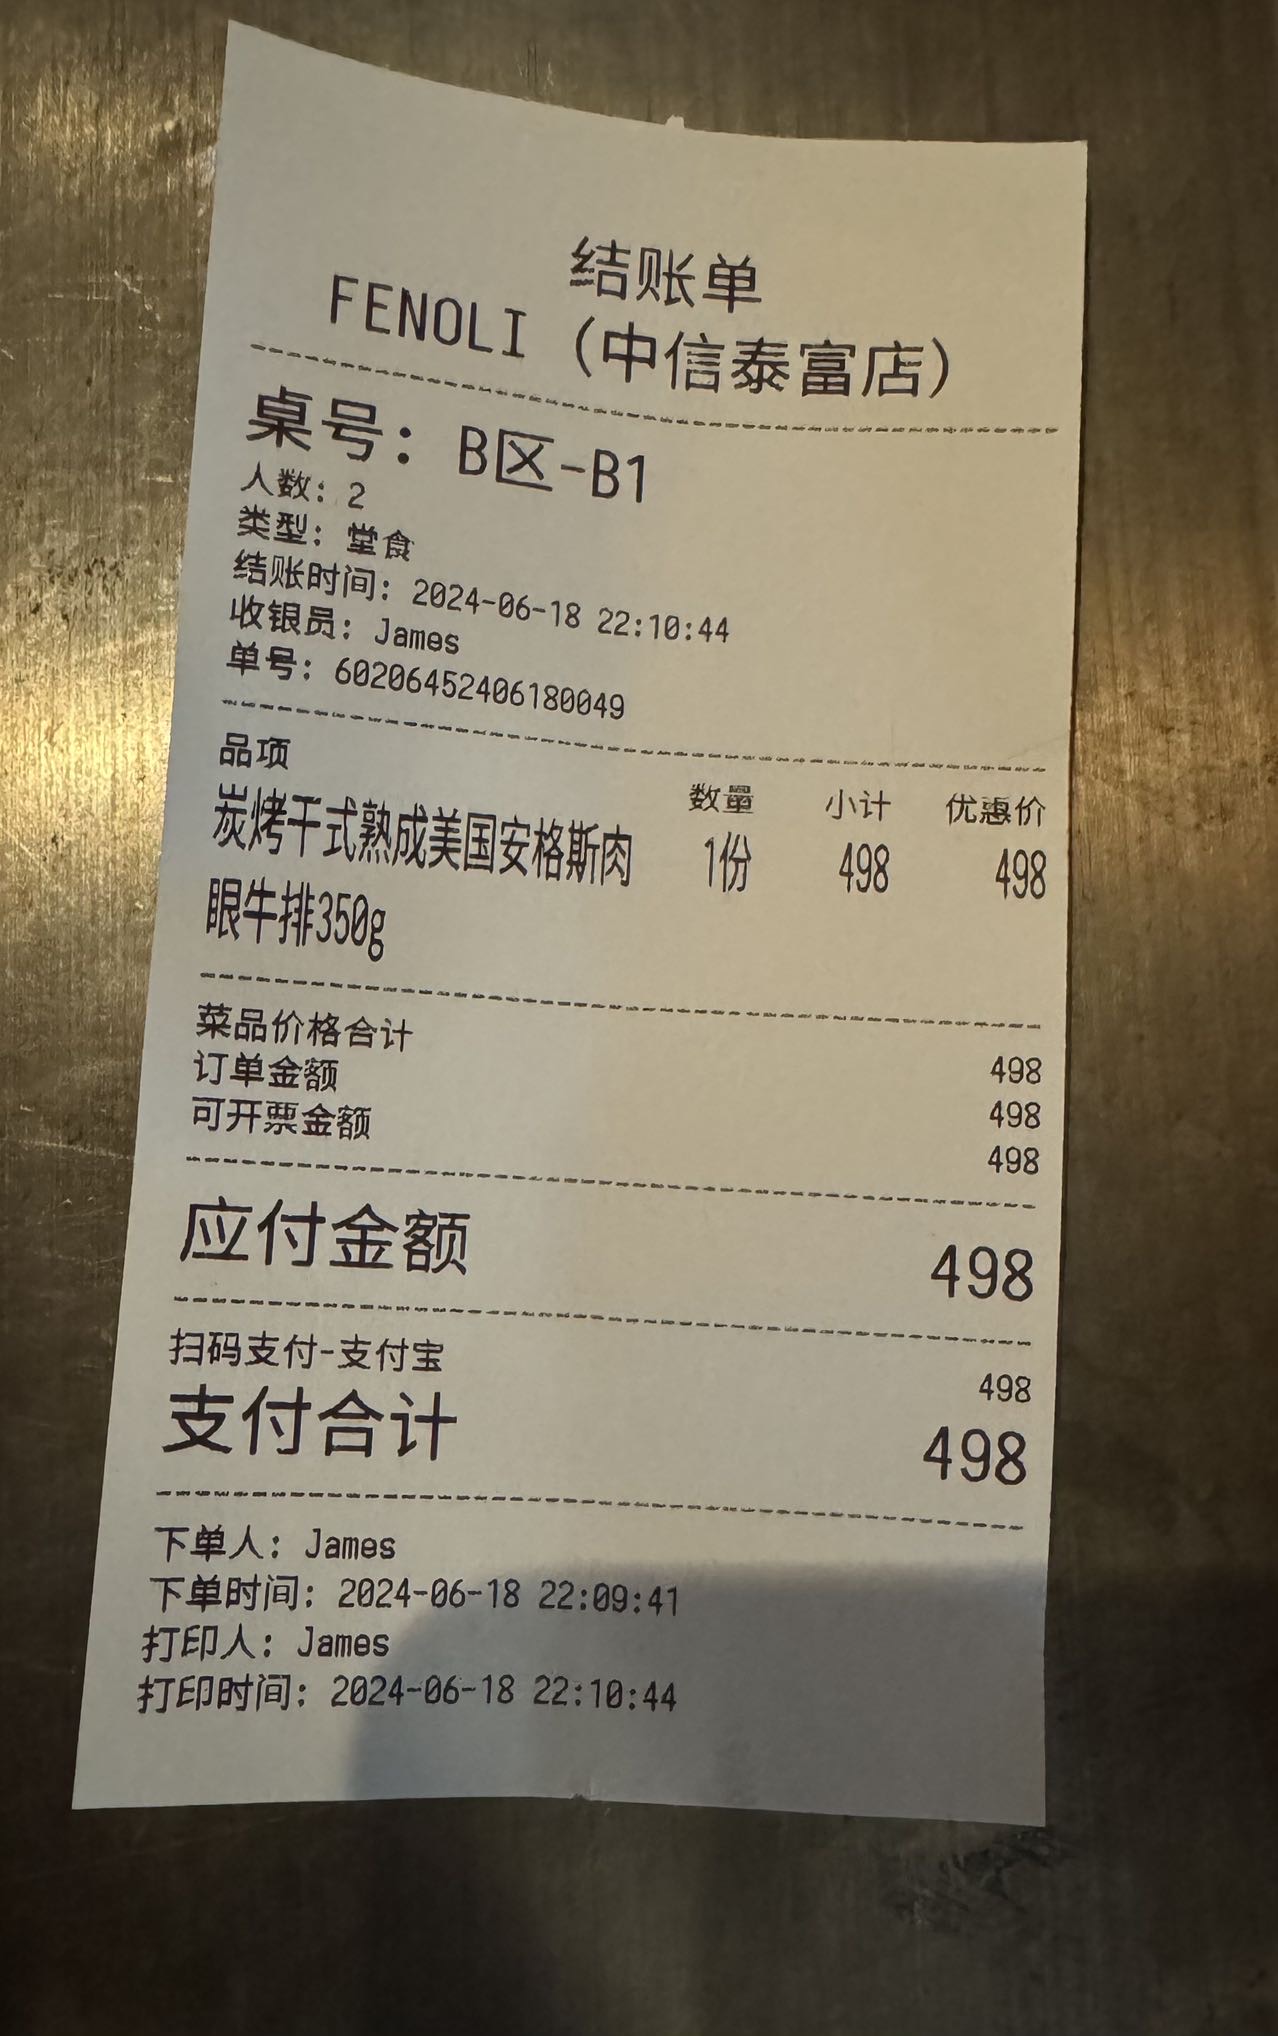 结账单
FENOLI（中信泰富店）
桌号：B区-B1
人数：2
类型：堂食
结账时间：2024-06-18 22:10:44
收银员：James
单号：60206452406180049
品项 数量 小计 优惠价
炭烤干式熟成美国安格斯肉 1份 498 498
眼牛排350g
菜品价格合计 498
订单金额 498
可开票金额 498
应付金额 498
扫码支付-支付宝 498
支付合计 498
下单人：James
下单时间：2024-06-18 22:09:41
打印人：James
打印时间：2024-06-18 22:10:44